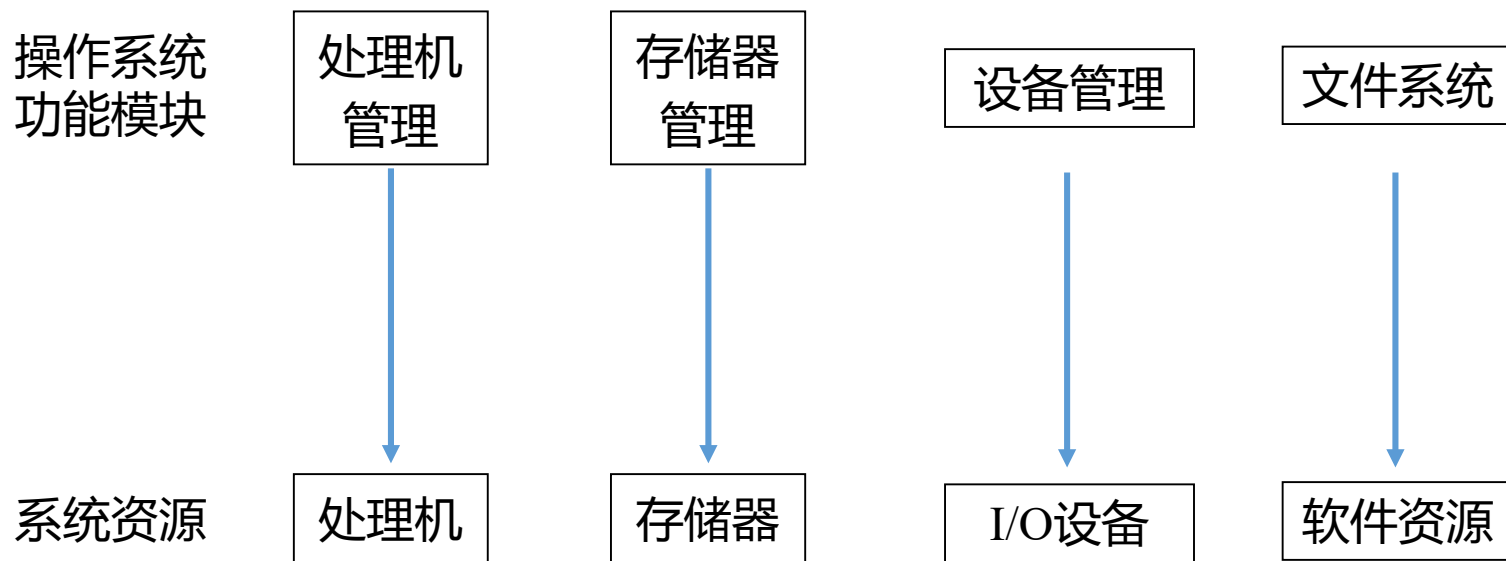 操作系统
功能模块
处理机
管理
存储器
管理
设备管理
文件系统
系统资源
处理机
存储器
I/O设备
软件资源